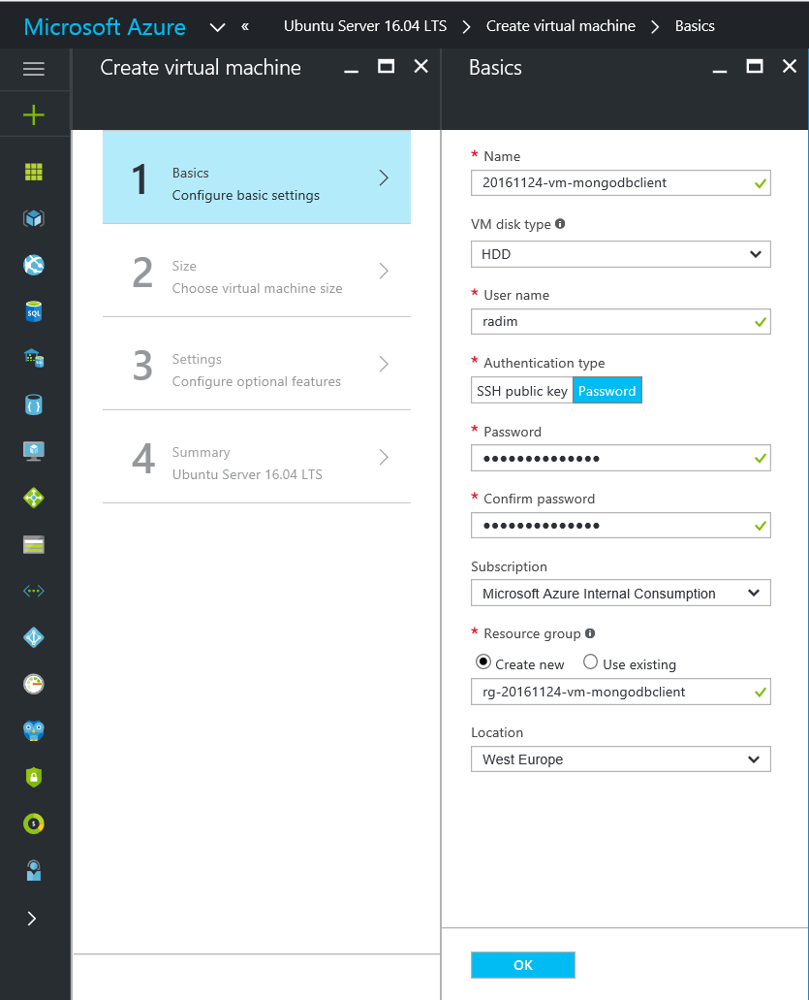 Microsoft Azure « Ubuntu Server 16.04 LTS > Create virtual machine > Basics
Create virtual machine
1
Basics
Configure basic settings
2
Size
Choose virtual machine size
3
Settings
Configure optional features
4
Summary
Ubuntu Server 16.04 LTS
Basics
* Name
20161124-vm-mongodbclient
VM disk type
HDD
* User name
radim
* Authentication type
SSH public key Password
* Password
●●●●●●●●●●●●●●
* Confirm password
●●●●●●●●●●●●●●
Subscription
Microsoft Azure Internal Consumption
* Resource group
Create new Use existing
rg-20161124-vm-mongodbclient
Location
West Europe
OK
SQL